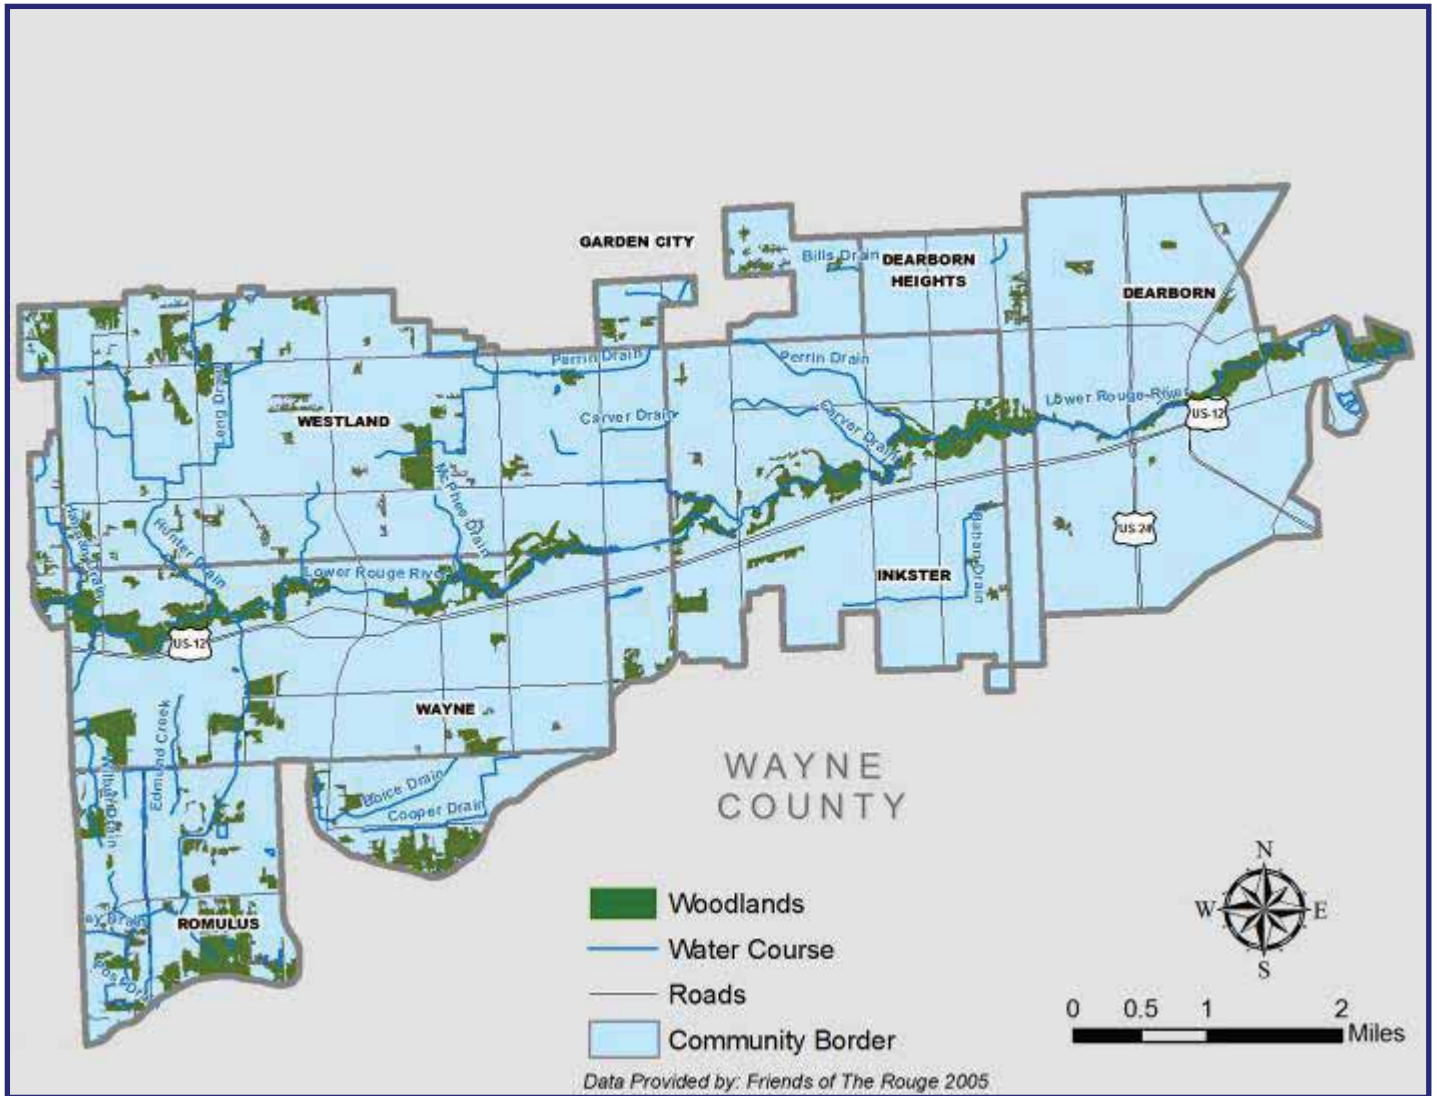 GARDEN CITY
Bills Drain
DEARBORN
HEIGHTS
DEARBORN
Perrin Drain
Perrin Drain
Lower Rouge River
US-12
Leng Drain
WESTLAND
Carver Drain
Carver Drain
McPhee Drain
US 24
Hunter Drain
Lower Rouge River
INKSTER
US-12
WAYNE
Edmund Creek
WAYNE
COUNTY
Boice Drain
Cooper Drain
ROMULUS
Woodlands
Water Course
Roads
Community Border
N
W
E
S
0 0.5 1 2
Miles
Data Provided by: Friends of The Rouge 2005